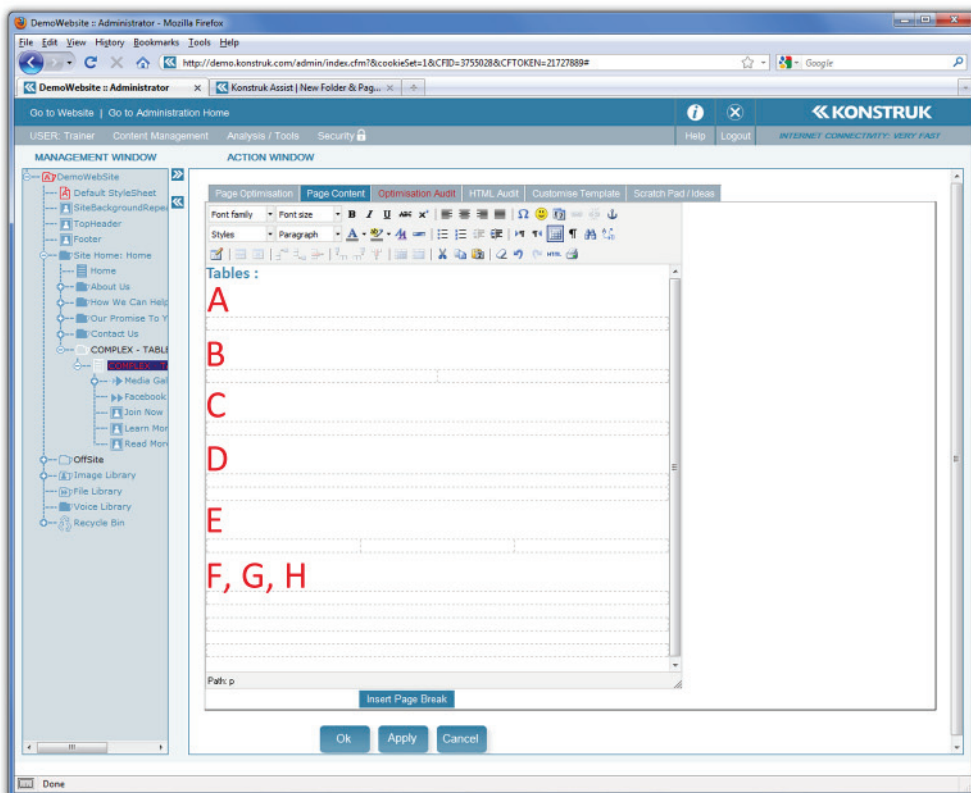 DemoWebsite :: Administrator - Mozilla Firefox
File Edit View History Bookmarks Tools Help
http://demo.konstruk.com/admin/index.cfm?&cookieSet=1&CFID=3755028&CFTOKEN=21727889#
Google
DemoWebsite :: Administrator
Konstruk Assist | New Folder & Pag...
Go to Website | Go to Administration Home
KONSTRUK
USER: Trainer Content Management Analysis / Tools Security
Help Logout
INTERNET CONNECTIVITY: VERY FAST
MANAGEMENT WINDOW ACTION WINDOW
DemoWebSite
Default StyleSheet
SiteBackgroundRepea
TopHeader
Footer
Site Home: Home
Home
About Us
How We Can Help
Our Promise To Y
Contact Us
COMPLEX - TABLE
COMPLEX - T
Media Gal
Facebook
Join Now
Learn Mor
Read Mor
OffSite
Image Library
File Library
Voice Library
Recycle Bin
Page Optimisation Page Content Optimisation Audit HTML Audit Customise Template Scratch Pad / Ideas
Font family Font size B I U ABC x
Styles Paragraph A
HTML
Tables :
A
B
C
D
E
F, G, H
Path: p
Insert Page Break
Ok Apply Cancel
Done